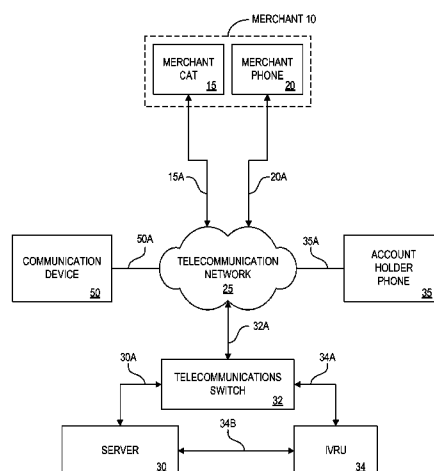 MERCHANT 10
MERCHANT
CAT
15
MERCHANT
PHONE
20
15A
20A
COMMUNICATION
DEVICE
50
50A
TELECOMMUNICATION
NETWORK
25
35A
ACCOUNT
HOLDER
PHONE
35
32A
30A
TELECOMMUNICATIONS
SWITCH
32
34A
SERVER
30
34B
IVRU
34